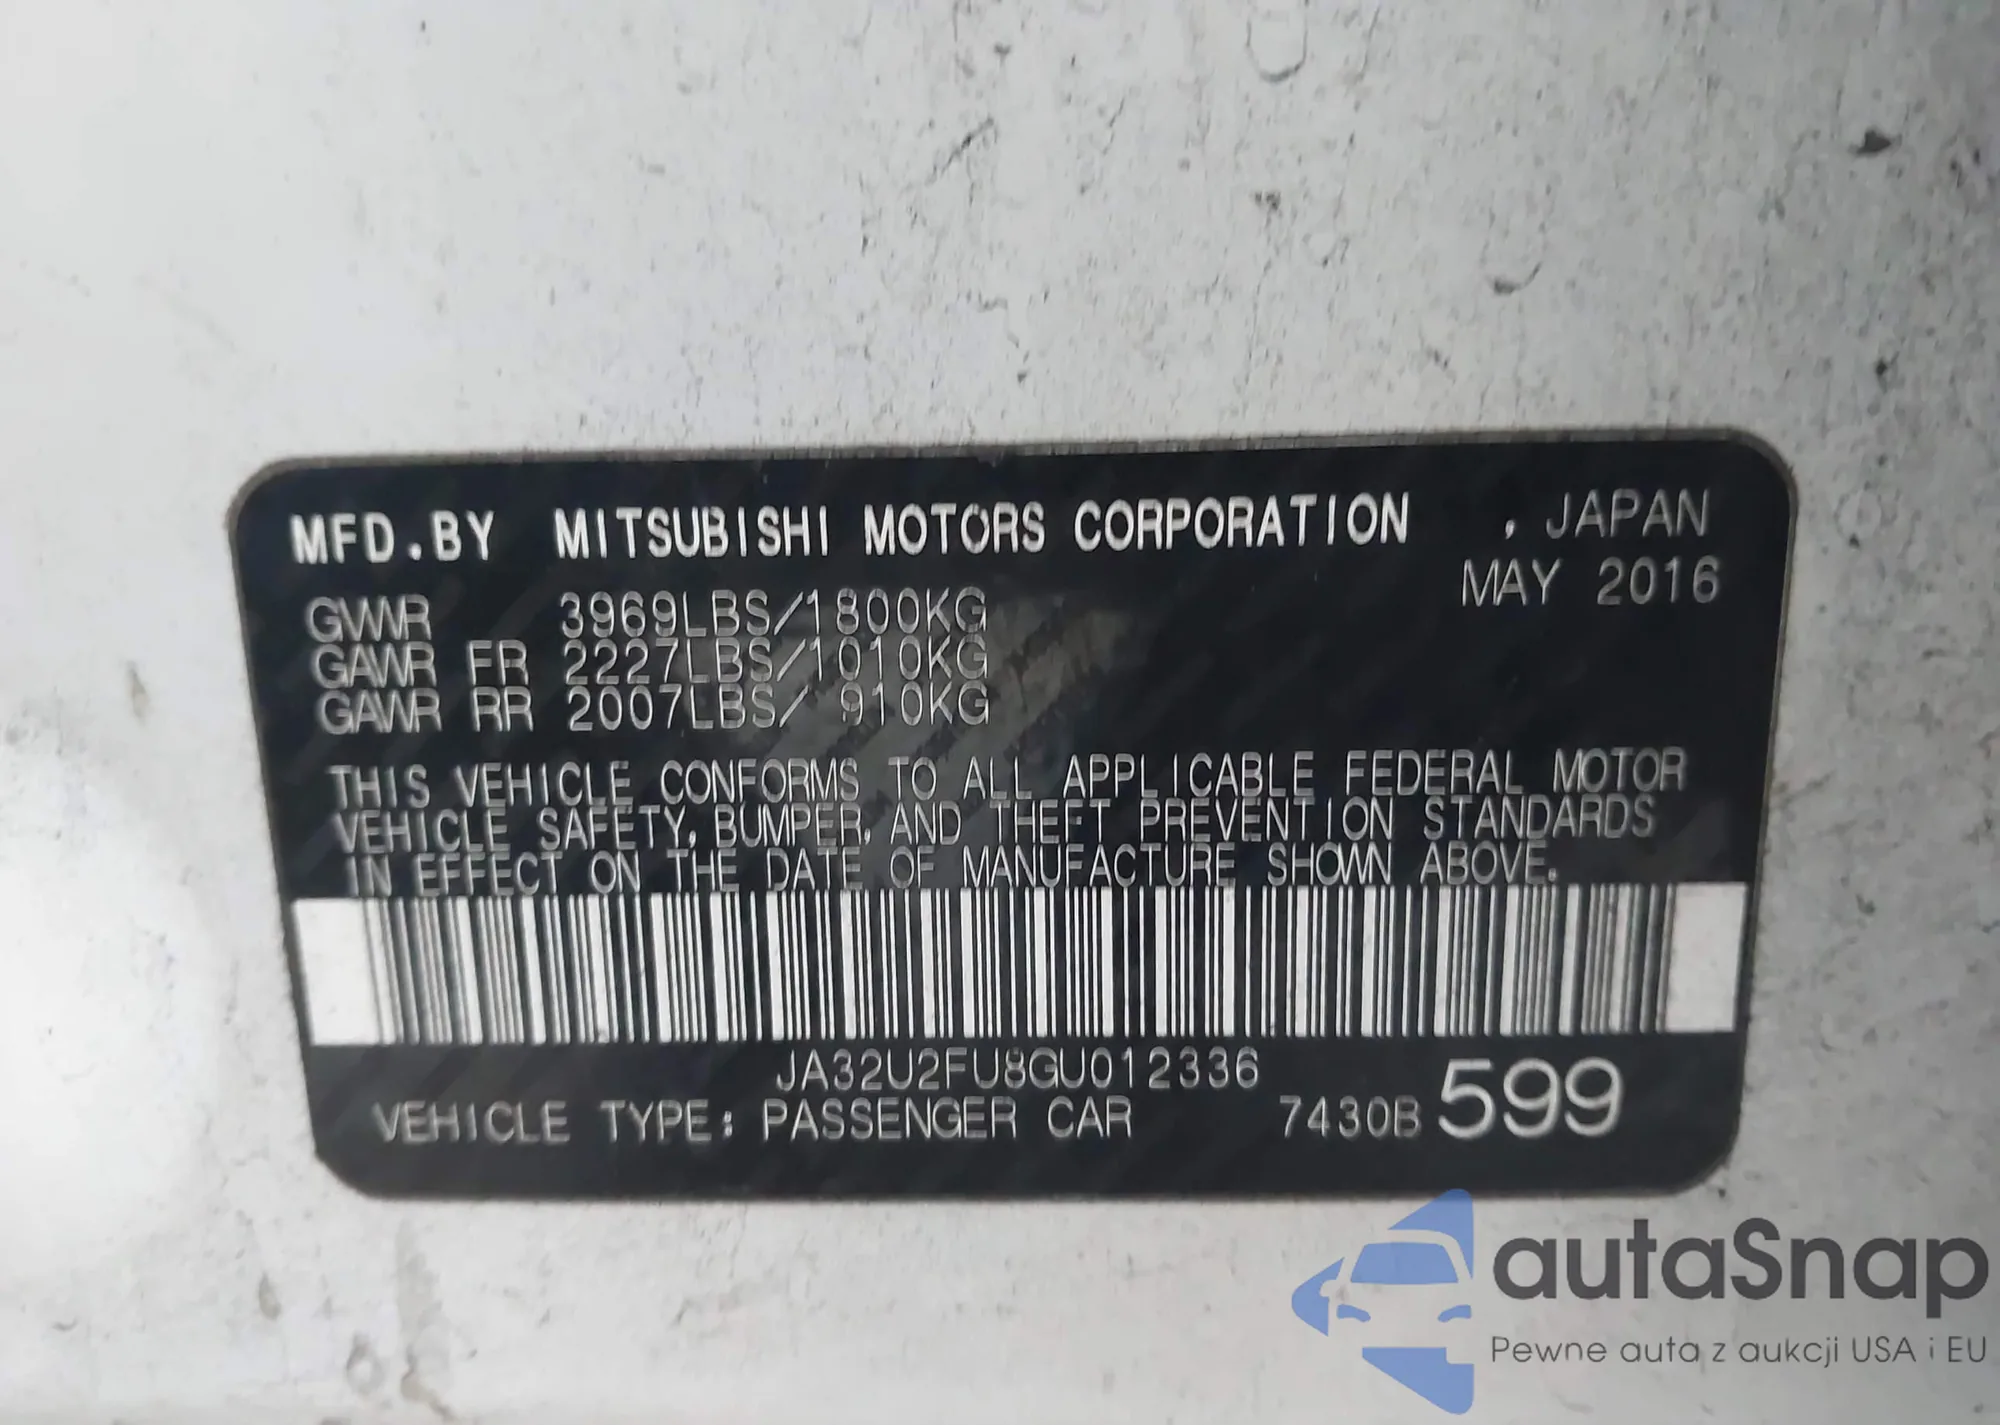 MFD.BY MITSUBISHI MOTORS CORPORATION , JAPAN
MAY 2016
GVWR 3969LBS/1800KG
GAWR FR 2227LBS/1010KG
GAWR RR 2007LBS/ 910KG
THIS VEHICLE CONFORMS TO ALL APPLICABLE FEDERAL MOTOR
VEHICLE SAFETY, BUMPER, AND THEFT PREVENTION STANDARDS
IN EFFECT ON THE DATE OF MANUFACTURE SHOWN ABOVE.
JA32U2FU8GU012336
VEHICLE TYPE: PASSENGER CAR 7430B 599
autaSnap
Pewne auta z aukcji USA i EU